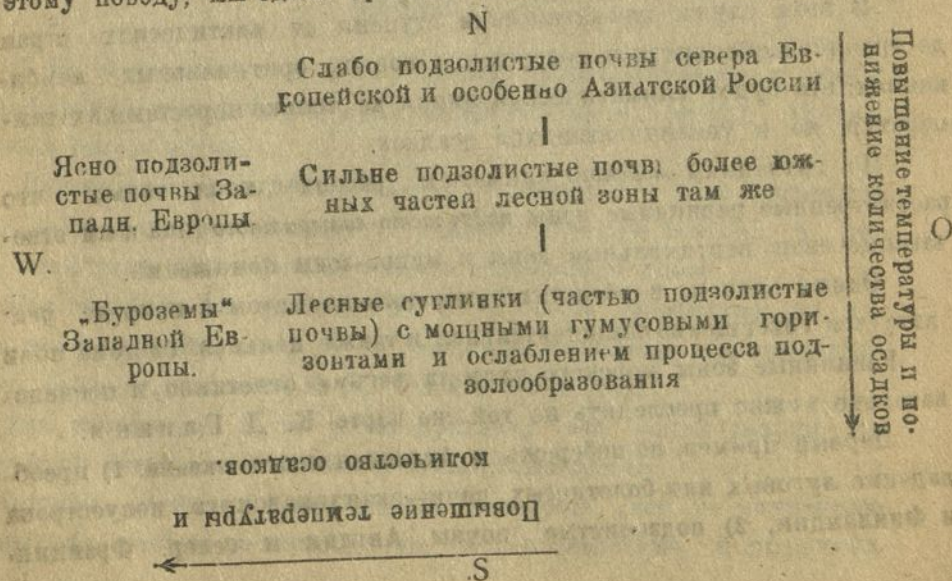 этому поводу,
N
Слабо подзолистые почвы севера Ев-
ропейской и особенно Азиатской России
Ясно подзоли-
стые почвы За-
падн. Европы
Сильне подзолистые почвы более юж-
ных частей лесной зоны там же
W.
О
„Буроземы“
Западной Ев-
ропы.
Лесные суглинки (частью подзолистые
почвы) с мощными гумусовыми гори-
зонтами и ослаблением процесса под-
золообразования
Повышение температуры и по-
нижение количества осадков
Повышение температуры и
количество осадков.
S.